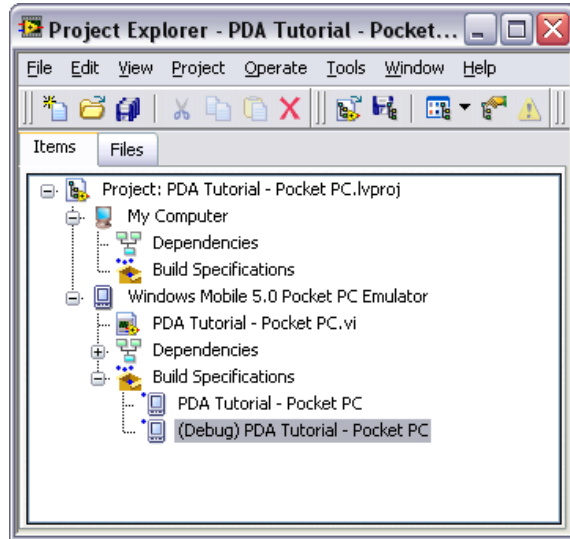 Project Explorer - PDA Tutorial - Pocket...
File Edit View Project Operate Tools Window Help
Items Files
Project: PDA Tutorial - Pocket PC.lvproj
My Computer
Dependencies
Build Specifications
Windows Mobile 5.0 Pocket PC Emulator
PDA Tutorial - Pocket PC.vi
Dependencies
Build Specifications
PDA Tutorial - Pocket PC
(Debug) PDA Tutorial - Pocket PC